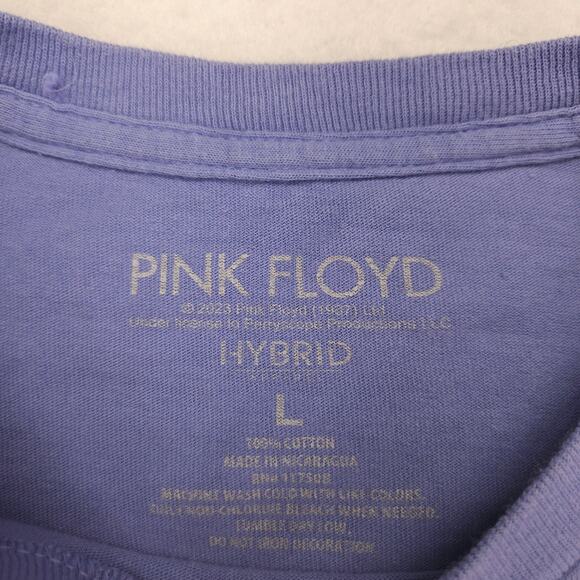 PINK FLOYD
© 2023 Pink Floyd (1987) Ltd
Under license to Perryscope Productions LLC
HYBRID
APPAREL
L
100% COTTON
MADE IN NICARAGUA
RN# 117508
MACHINE WASH COLD WITH LIKE COLORS.
ONLY NON-CHLORINE BLEACH WHEN NEEDED.
TUMBLE DRY LOW.
DO NOT IRON DECORATION